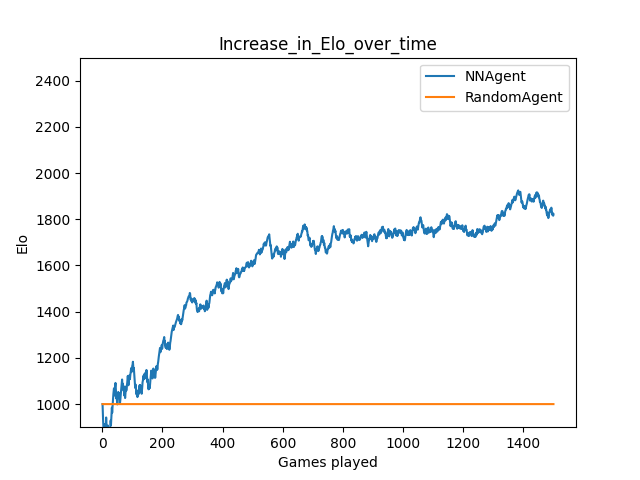 Increase_in_Elo_over_time
NNAgent
RandomAgent
2400
2200
2000
1800
1600
1400
1200
1000
Elo
0 200 400 600 800 1000 1200 1400
Games played